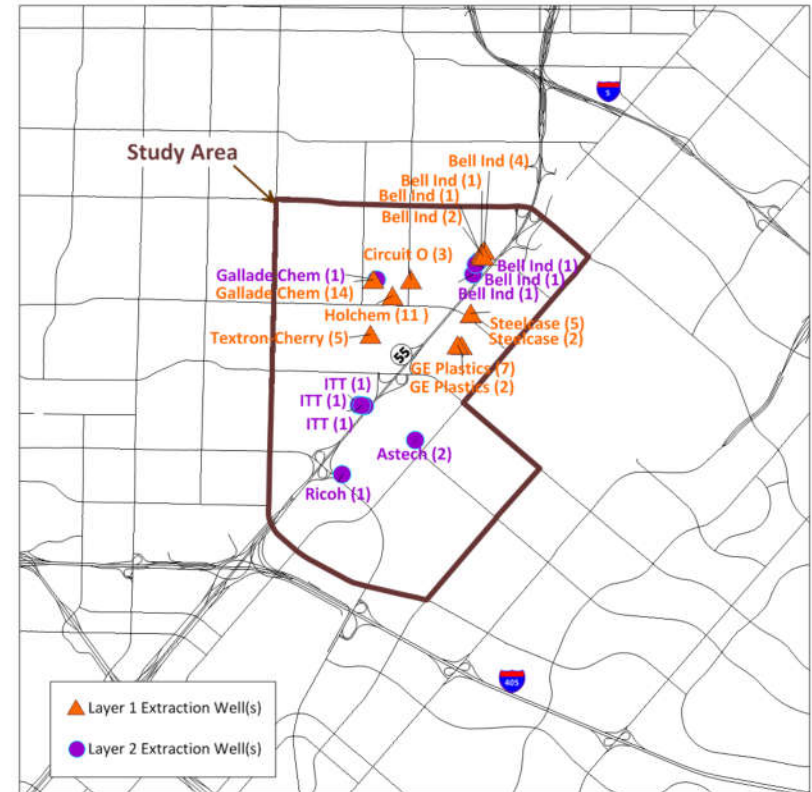 5
Study Area
Bell Ind (4)
Bell Ind (1)
Bell Ind (1)
Bell Ind (2)
Circuit O (3)
Gallade Chem (1)
Bell Ind (1)
Bell Ind (1)
Gallade Chem (14)
Bell Ind (1)
Holchem (11 )
Steelcase (5)
Textron-Cherry (5)
Steelcase (2)
55
GE Plastics (7)
ITT (1)
GE Plastics (2)
ITT (1)
ITT (1)
Astech (2)
Ricoh (1)
405
Layer 1 Extraction Well(s)
Layer 2 Extraction Well(s)